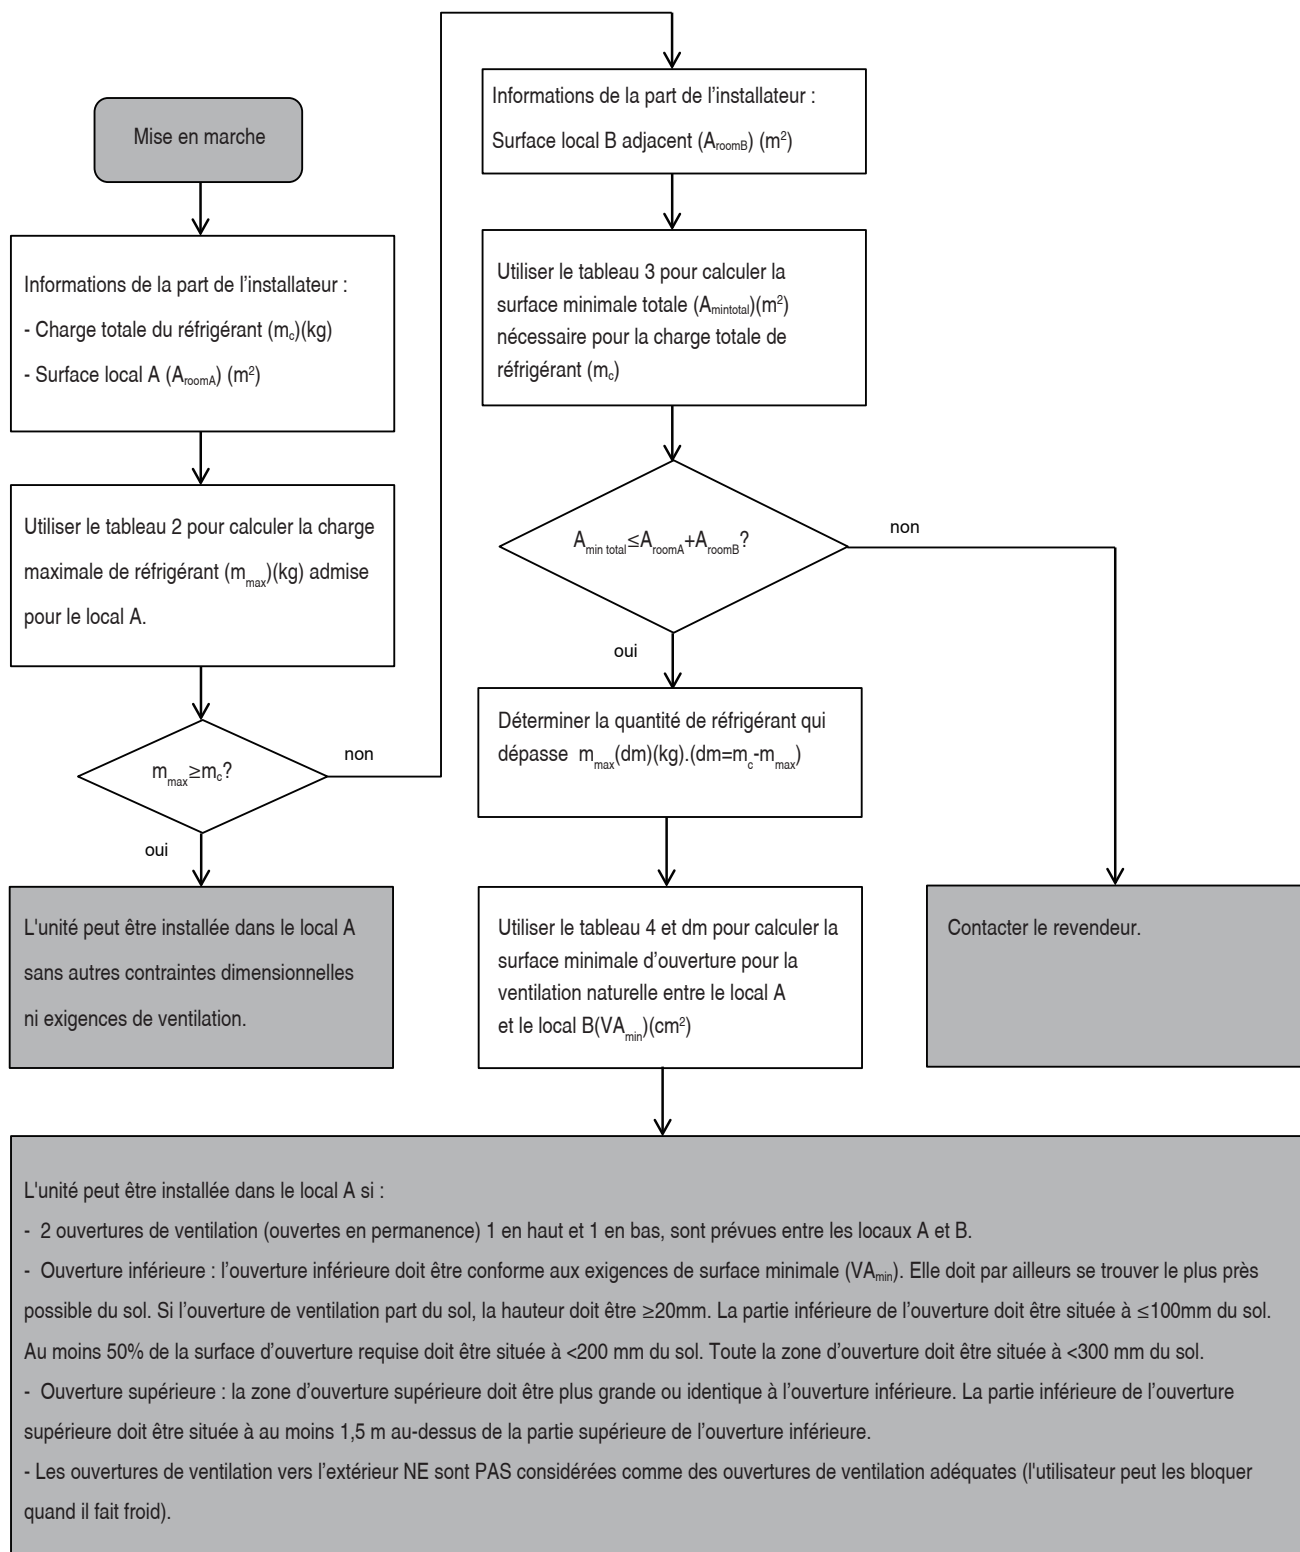 Mise en marche
Informations de la part de l’installateur :
- Charge totale du réfrigérant (mc)(kg)
- Surface local A (AroomA) (m²)
Utiliser le tableau 2 pour calculer la charge
maximale de réfrigérant (mmax)(kg) admise
pour le local A.
mmax≥mc?
non
oui
L'unité peut être installée dans le local A
sans autres contraintes dimensionnelles
ni exigences de ventilation.
Informations de la part de l’installateur :
Surface local B adjacent (AroomB) (m²)
Utiliser le tableau 3 pour calculer la
surface minimale totale (Amintotal)(m²)
nécessaire pour la charge totale de
réfrigérant (mc)
Amin total≤AroomA+AroomB?
non
oui
Déterminer la quantité de réfrigérant qui
dépasse mmax(dm)(kg).(dm=mc-mmax)
Utiliser le tableau 4 et dm pour calculer la
surface minimale d’ouverture pour la
ventilation naturelle entre le local A
et le local B(VAmin)(cm²)
Contacter le revendeur.
L'unité peut être installée dans le local A si :
- 2 ouvertures de ventilation (ouvertes en permanence) 1 en haut et 1 en bas, sont prévues entre les locaux A et B.
- Ouverture inférieure : l’ouverture inférieure doit être conforme aux exigences de surface minimale (VAmin). Elle doit par ailleurs se trouver le plus près
possible du sol. Si l’ouverture de ventilation part du sol, la hauteur doit être ≥20mm. La partie inférieure de l’ouverture doit être située à ≤100mm du sol.
Au moins 50% de la surface d’ouverture requise doit être située à <200 mm du sol. Toute la zone d’ouverture doit être située à <300 mm du sol.
- Ouverture supérieure : la zone d’ouverture supérieure doit être plus grande ou identique à l’ouverture inférieure. La partie inférieure de l’ouverture
supérieure doit être située à au moins 1,5 m au-dessus de la partie supérieure de l’ouverture inférieure.
- Les ouvertures de ventilation vers l’extérieur NE sont PAS considérées comme des ouvertures de ventilation adéquates (l'utilisateur peut les bloquer
quand il fait froid).